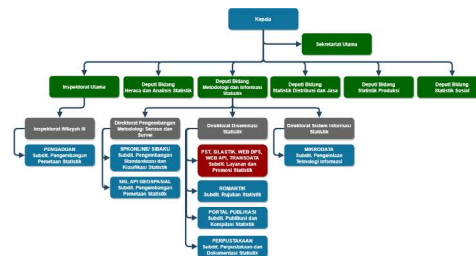 Kepala
Sekretariat Utama
Inspektorat Utama
Deputi Bidang
Neraca dan Analisis Statistik
Deputi Bidang
Metodologi dan Informasi
Statistik
Deputi Bidang
Statistik Distribusi dan Jasa
Deputi Bidang
Statistik Produksi
Deputi Bidang
Statistik Sosial
Inspektorat Wilayah III
Direktorat Pengembangan
Metodologi Sensus dan
Survei
Direktorat Diseminasi
Statistik
Direktorat Sistem Informasi
Statistik
PENGADUAN
Subdit. Pengembangan
Pemetaan Statistik
SPKONLINE/ SIBAKU
Subdit. Pengembangan
Standardisasi dan
Klasifikasi Statistik
SIG, API GEOSPASIAL
Subdit. Pengembangan
Pemetaan Statistik
PST, SILASTIK, WEB BPS,
WEB API, TRANSDATA
Subdit. Layanan dan
Promosi Statistik
ROMANTIK
Subdit. Rujukan Statistik
PORTAL PUBLIKASI
Subdit. Publikasi dan
Kompilasi Statistik
PERPUSTAKAAN
Subdit. Perpustakaan dan
Dokumentasi Statistik
MIKRODATA
Subdit. Pengelolaan
Teknologi Informasi